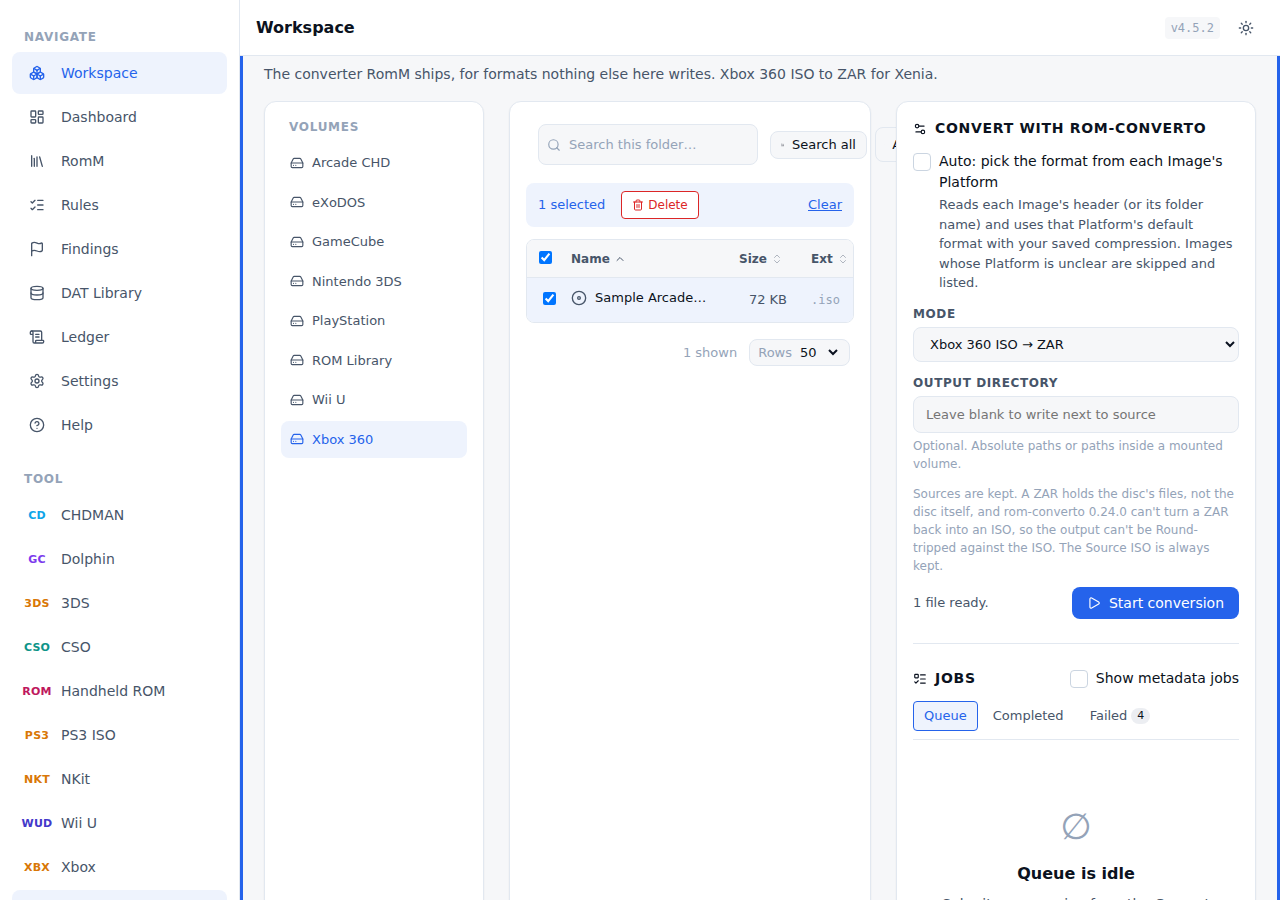 NAVIGATE
Workspace
Dashboard
RomM
Rules
Findings
DAT Library
Ledger
Settings
Help
TOOL
CD CHDMAN
GC Dolphin
3DS 3DS
CSO CSO
ROM Handheld ROM
PS3 PS3 ISO
NKT NKit
WUD Wii U
XBX Xbox
Workspace
v4.5.2
The converter RomM ships, for formats nothing else here writes. Xbox 360 ISO to ZAR for Xenia.
VOLUMES
Arcade CHD
eXoDOS
GameCube
Nintendo 3DS
PlayStation
ROM Library
Wii U
Xbox 360
Search this folder…
Search all
1 selected
Delete
Clear
Name
Size
Ext
Sample Arcade…
72 KB
.iso
1 shown
Rows 50
CONVERT WITH ROM-CONVERTO
Auto: pick the format from each Image's
Platform
Reads each Image's header (or its folder
name) and uses that Platform's default
format with your saved compression. Images
whose Platform is unclear are skipped and
listed.
MODE
Xbox 360 ISO → ZAR
OUTPUT DIRECTORY
Leave blank to write next to source
Optional. Absolute paths or paths inside a mounted
volume.
Sources are kept. A ZAR holds the disc's files, not the
disc itself, and rom-converto 0.24.0 can't turn a ZAR
back into an ISO, so the output can't be Round-
tripped against the ISO. The Source ISO is always
kept.
1 file ready.
Start conversion
JOBS
Show metadata jobs
Queue
Completed
Failed 4
Queue is idle